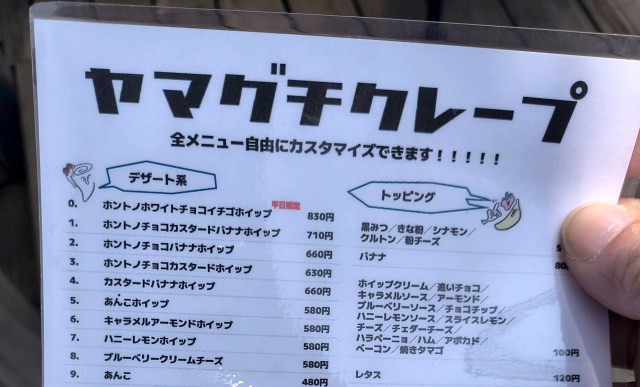 ヤマグチクレープ
全メニュー自由にカスタマイズできます!!!!!
デザート系
0. ホントノホワイトチョコイチゴホイップ 平日限定 830円
1. ホントノチョコカスタードバナナホイップ 710円
2. ホントノチョコバナナホイップ 660円
3. ホントノチョコカスタードホイップ 630円
4. カスタードバナナホイップ 660円
5. あんこホイップ 580円
6. キャラメルアーモンドホイップ 580円
7. ハニーレモンホイップ 580円
8. ブルーベリークリームチーズ 580円
9. あんこ 480円
トッピング
黒みつ/きな粉/シナモン/
クルトン/粉チーズ
バナナ 80
ホイップクリーム/追いチョコ/
キャラメルソース/アーモンド/
ブルーベリーソース/チョコチップ/
ハニーレモンソース/スライスレモン/
チーズ/チェダーチーズ/
ハラペーニョ/ハム/アボカド/
ベーコン/焼きタマゴ 100円
レタス 120円